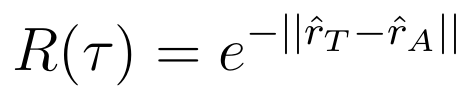 R(τ) = e^{-||r̂_T - r̂_A||}